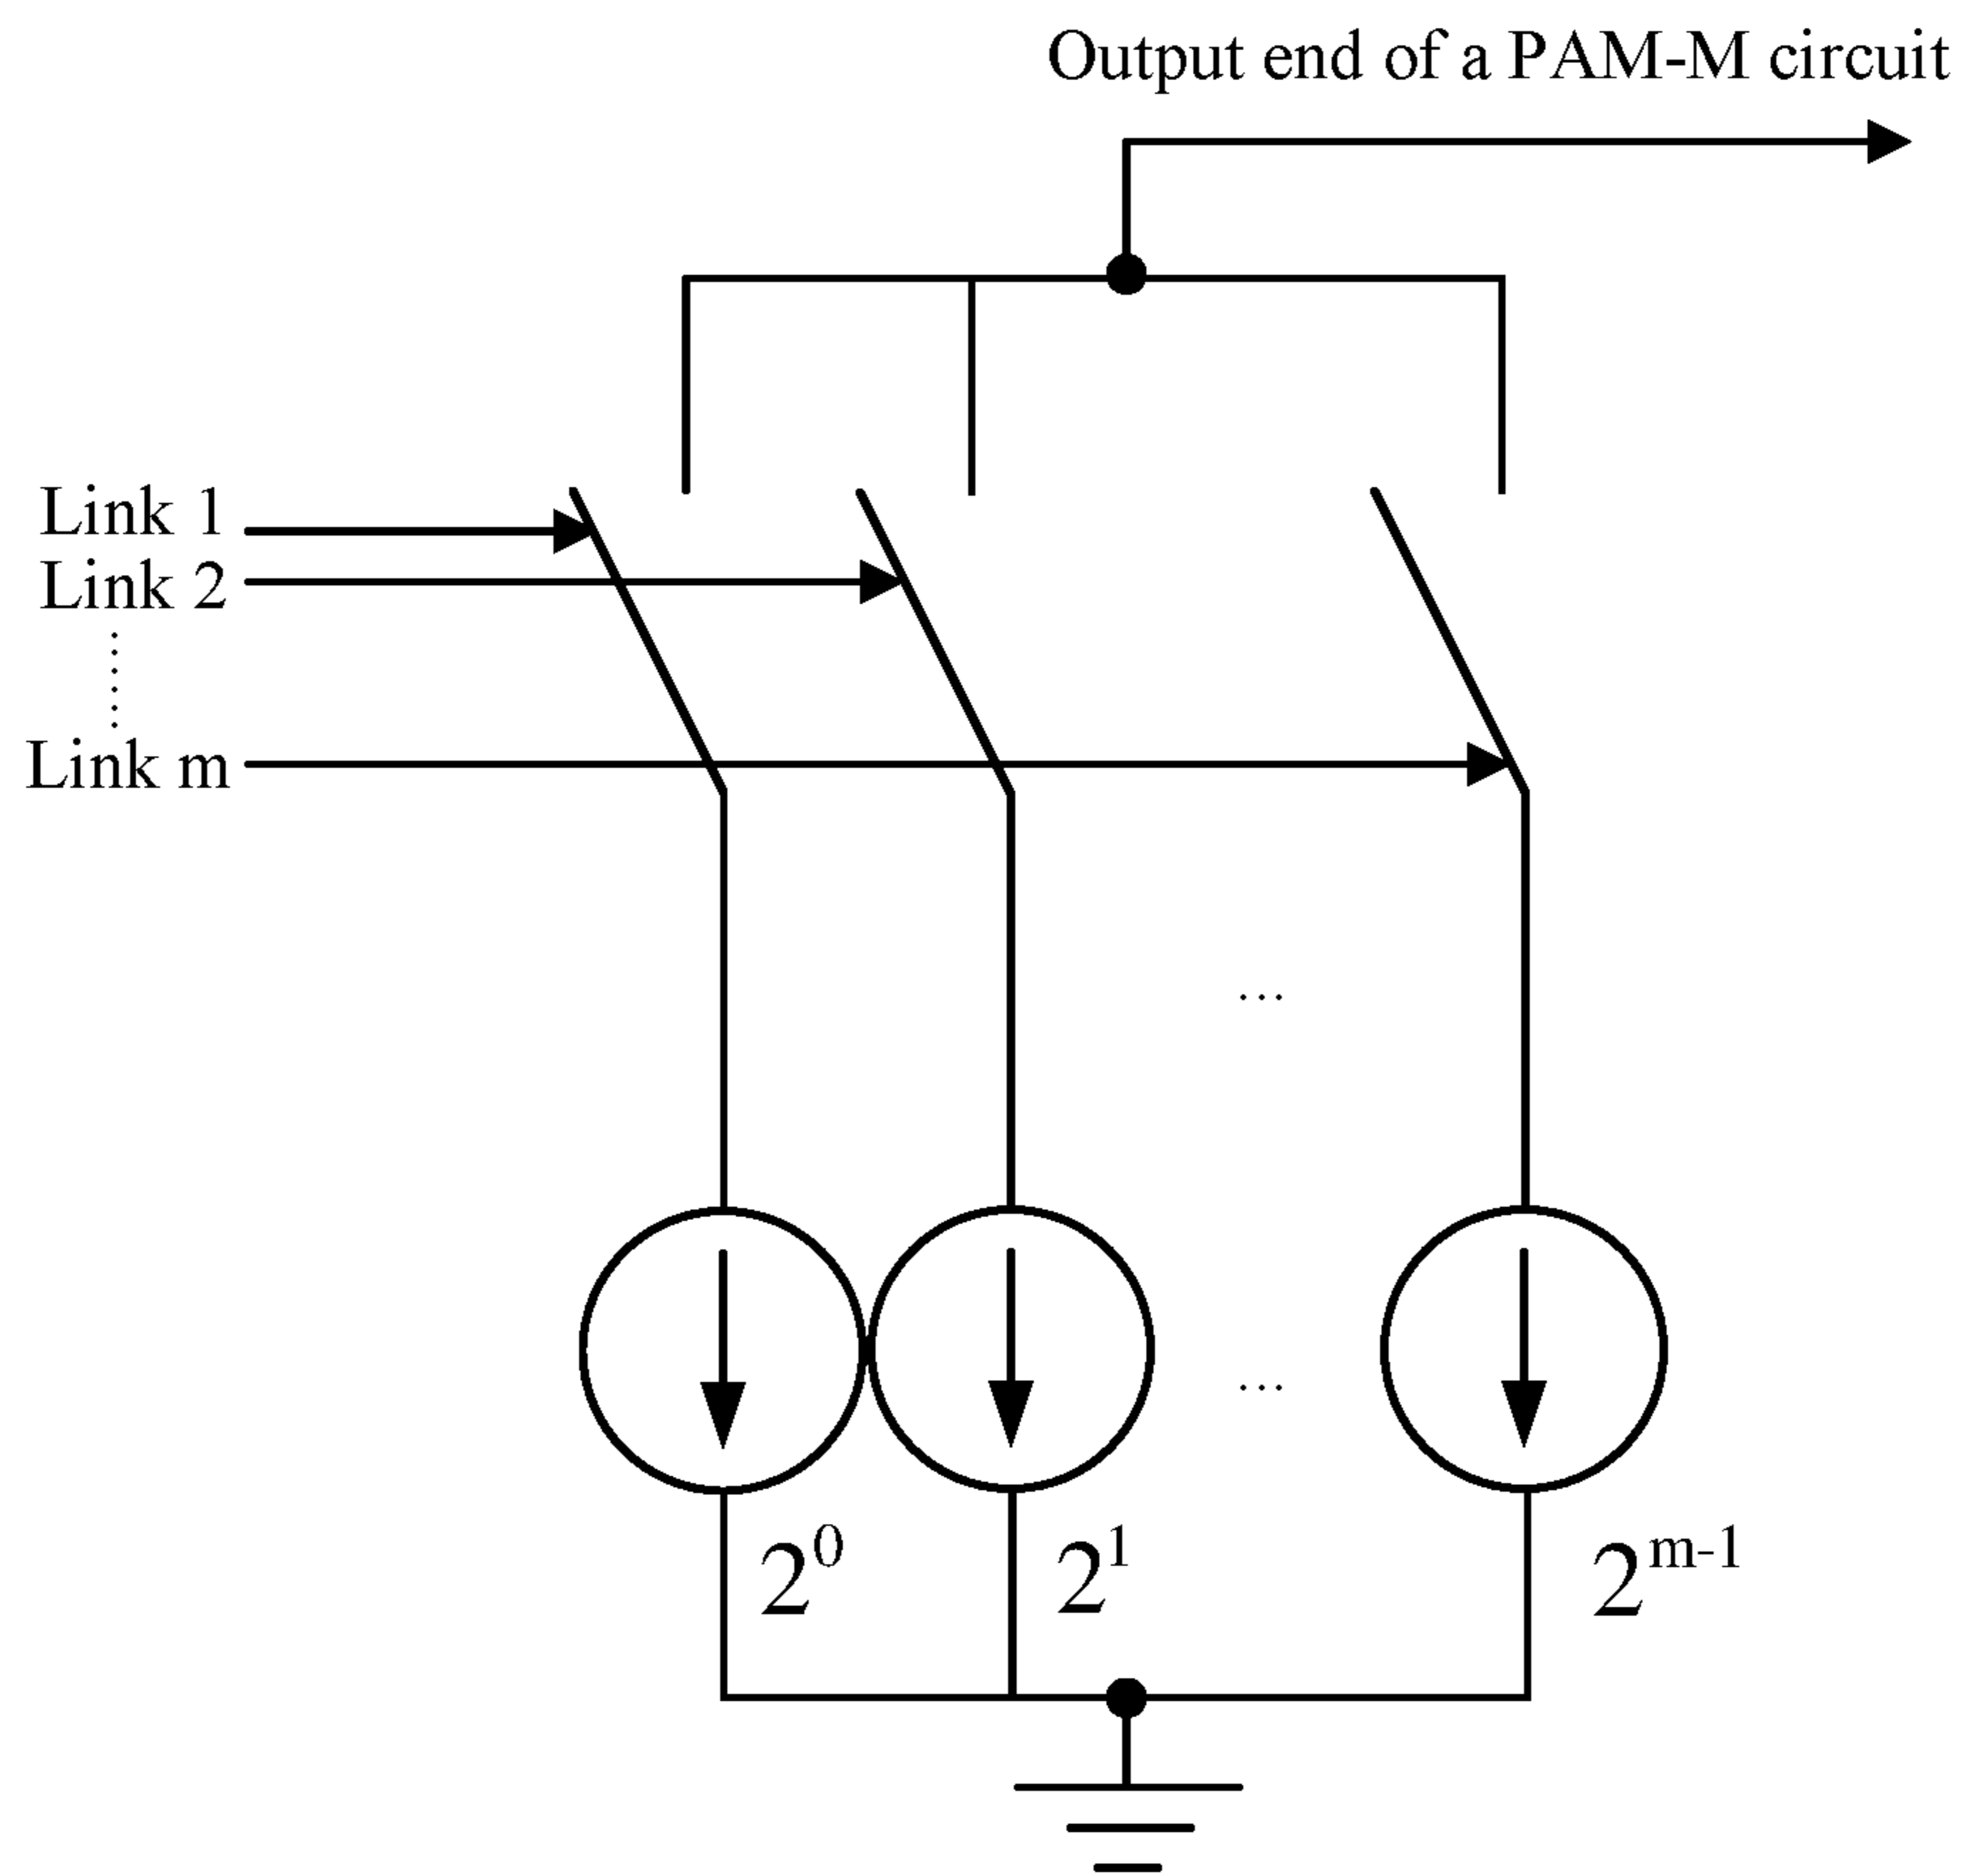 Output end of a PAM-M circuit
Link 1
Link 2
Link m
...
...
2^0 2^1 2^{m-1}